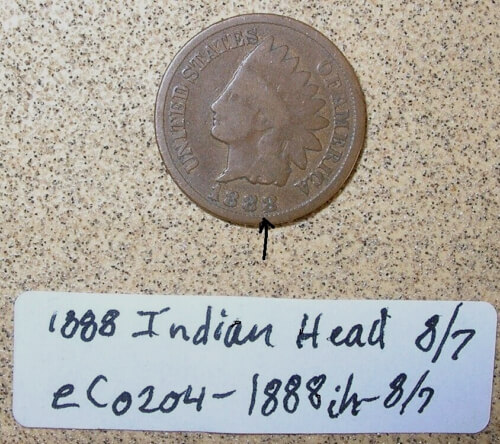 UNITED STATES OF AMERICA
1888
1888 Indian Head 8/7
eC0204-1888ih-8/7